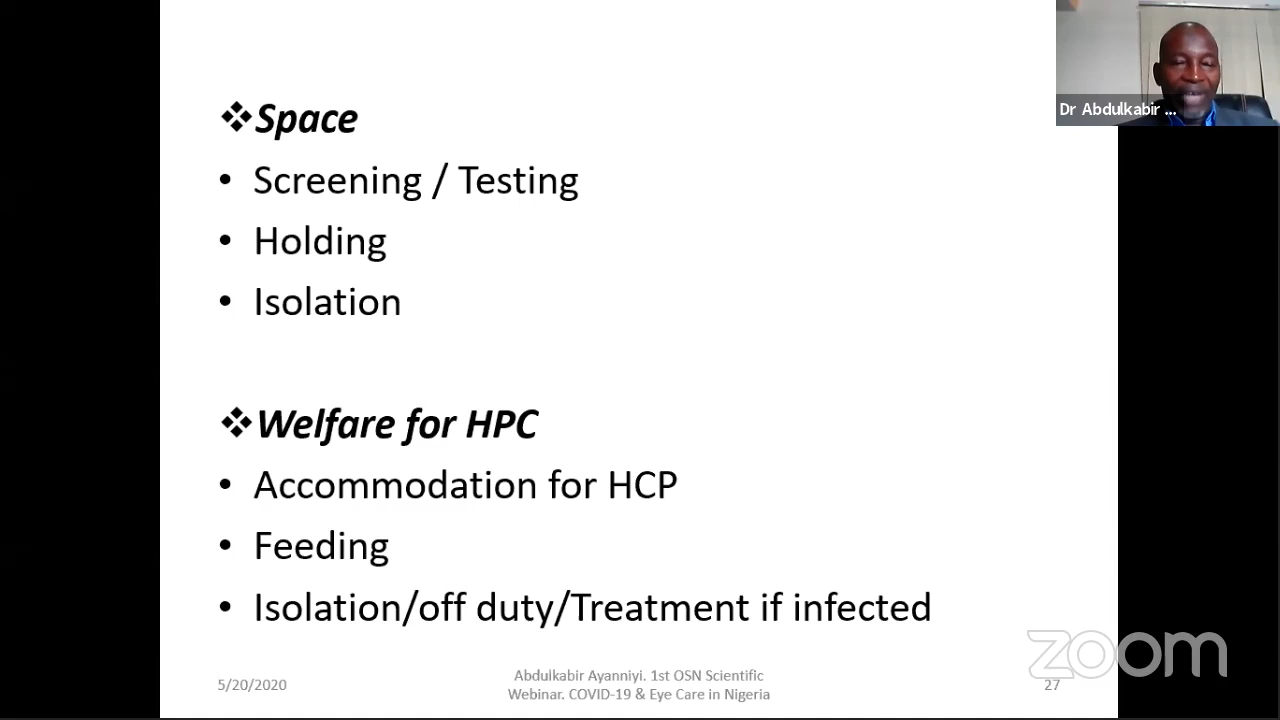 ❖Space
• Screening / Testing
• Holding
• Isolation
❖Welfare for HPC
• Accommodation for HCP
• Feeding
• Isolation/off duty/Treatment if infected
5/20/2020
Abdulkabir Ayanniyi. 1st OSN Scientific
Webinar. COVID-19 & Eye Care in Nigeria
27
Dr Abdulkabir ...
zoom